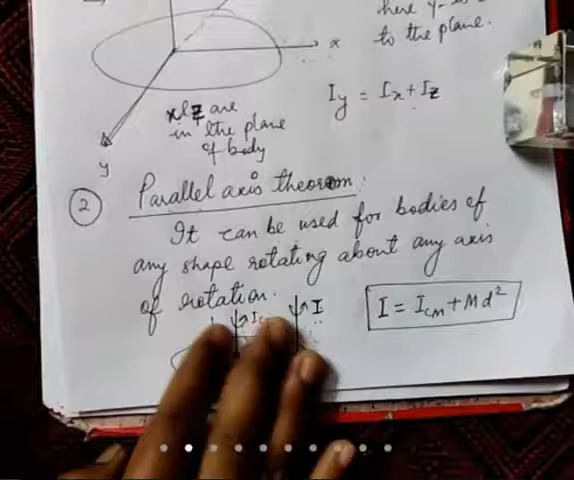 here y-
to the plane.
x
x & z are
in the plane
of body
y
Iy = Ix + Iz
② Parallel axis theorem.
It can be used for bodies of
any shape rotating about any axis
of rotation.
I
I = Icm + Md²